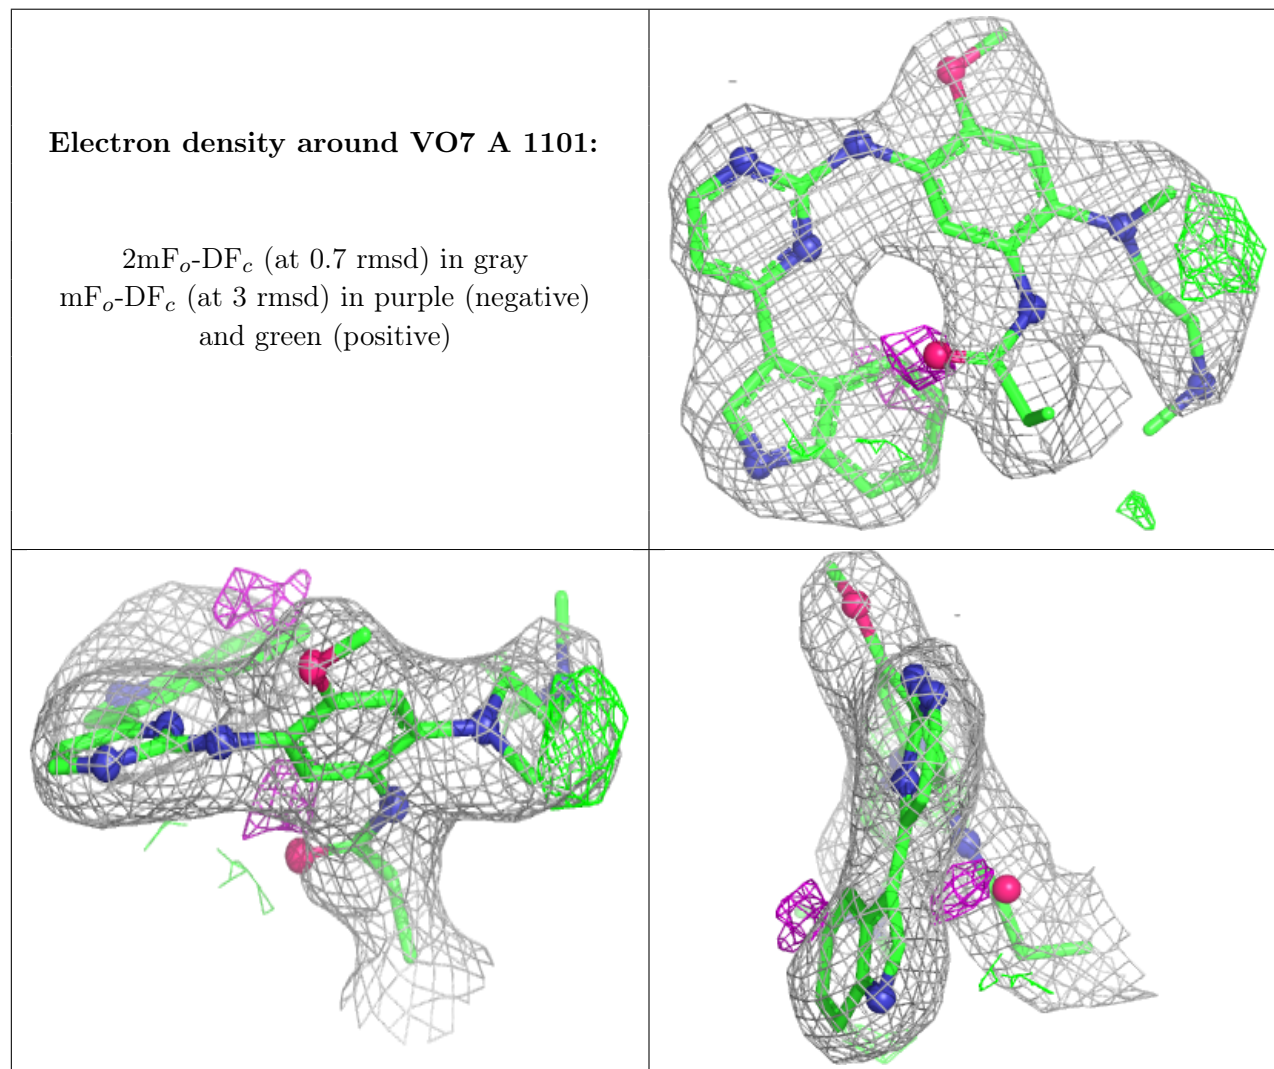 Electron density around VO7 A 1101:
2mFo-DFc (at 0.7 rmsd) in gray
mFo-DFc (at 3 rmsd) in purple (negative)
and green (positive)